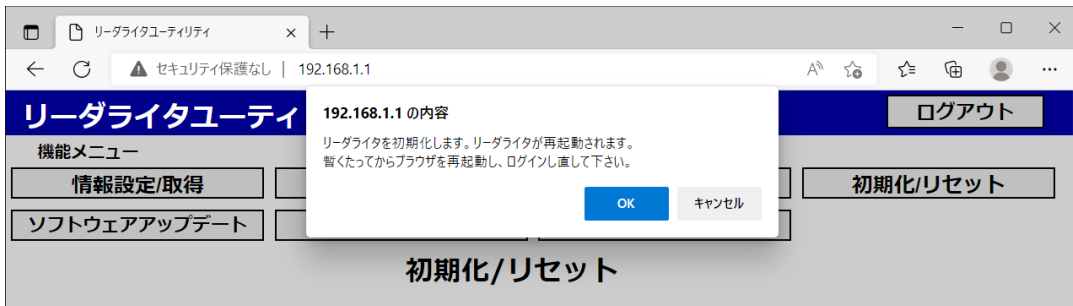 リーダライタユーティリティ
セキュリティ保護なし | 192.168.1.1
リーダライタユーティ
ログアウト
192.168.1.1 の内容
リーダライタを初期化します。リーダライタが再起動されます。
暫くたってからブラウザを再起動し、ログインし直して下さい。
OK
キャンセル
機能メニュー
情報設定/取得
初期化/リセット
ソフトウェアアップデート
初期化/リセット